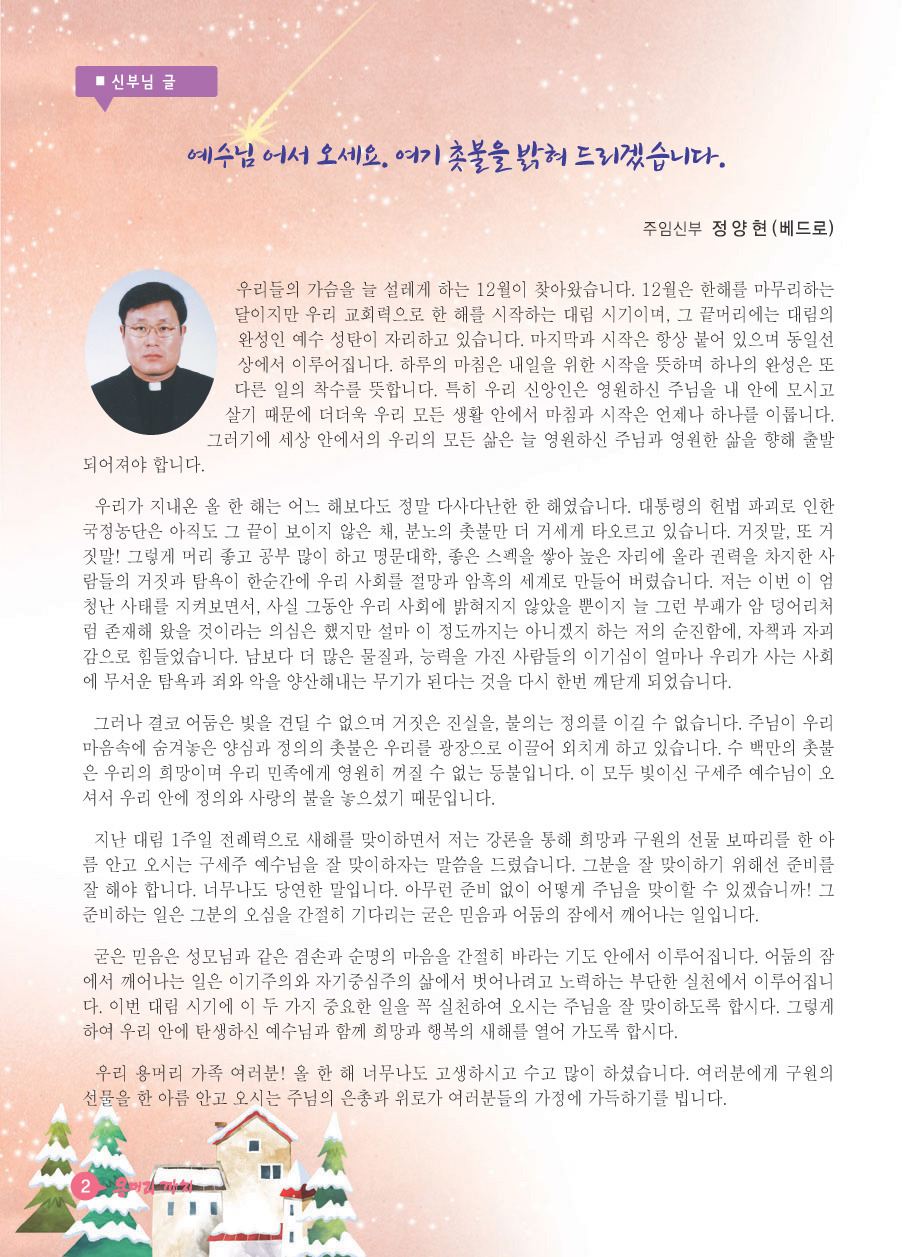 ■ 신부님 글
예수님 어서 오세요. 여기 촛불을 밝혀 드리겠습니다.
주임신부 정양현(베드로)
우리들의 가슴을 늘 설레게 하는 12월이 찾아왔습니다. 12월은 한해를 마무리하는
달이지만 우리 교회력으로 한 해를 시작하는 대림 시기이며, 그 끝머리에는 대림의
완성인 예수 성탄이 자리하고 있습니다. 마지막과 시작은 항상 붙어 있으며 동일선
상에서 이루어집니다. 하루의 마침은 내일을 위한 시작을 뜻하며 하나의 완성은 또
다른 일의 착수를 뜻합니다. 특히 우리 신앙인은 영원하신 주님을 내 안에 모시고
살기 때문에 더더욱 우리 모든 생활 안에서 마침과 시작은 언제나 하나를 이룹니다.
그러기에 세상 안에서의 우리의 모든 삶은 늘 영원하신 주님과 영원한 삶을 향해 출발
되어져야 합니다.
우리가 지내온 올 한 해는 어느 해보다도 정말 다사다난한 한 해였습니다. 대통령의 헌법 파괴로 인한
국정농단은 아직도 그 끝이 보이지 않은 채, 분노의 촛불만 더 거세게 타오르고 있습니다. 거짓말, 또 거
짓말! 그렇게 머리 좋고 공부 많이 하고 명문대학, 좋은 스펙을 쌓아 높은 자리에 올라 권력을 차지한 사
람들의 거짓과 탐욕이 한순간에 우리 사회를 절망과 암흑의 세계로 만들어 버렸습니다. 저는 이번 이 엄
청난 사태를 지켜보면서, 사실 그동안 우리 사회에 밝혀지지 않았을 뿐이지 늘 그런 부패가 암 덩어리처
럼 존재해 왔을 것이라는 의심은 했지만 설마 이 정도까지는 아니겠지 하는 저의 순진함에, 자책과 자괴
감으로 힘들었습니다. 남보다 더 많은 물질과, 능력을 가진 사람들의 이기심이 얼마나 우리가 사는 사회
에 무서운 탐욕과 죄와 악을 양산해내는 무기가 된다는 것을 다시 한번 깨닫게 되었습니다.
그러나 결코 어둠은 빛을 견딜 수 없으며 거짓은 진실을, 불의는 정의를 이길 수 없습니다. 주님이 우리
마음속에 숨겨놓은 양심과 정의의 촛불은 우리를 광장으로 이끌어 외치게 하고 있습니다. 수 백만의 촛불
은 우리의 희망이며 우리 민족에게 영원히 꺼질 수 없는 등불입니다. 이 모두 빛이신 구세주 예수님이 오
셔서 우리 안에 정의와 사랑의 불을 놓으셨기 때문입니다.
지난 대림 1주일 전례력으로 새해를 맞이하면서 저는 강론을 통해 희망과 구원의 선물 보따리를 한 아
름 안고 오시는 구세주 예수님을 잘 맞이하자는 말씀을 드렸습니다. 그분을 잘 맞이하기 위해선 준비를
잘 해야 합니다. 너무나도 당연한 말입니다. 아무런 준비 없이 어떻게 주님을 맞이할 수 있겠습니까! 그
준비하는 일은 그분의 오심을 간절히 기다리는 굳은 믿음과 어둠의 잠에서 깨어나는 일입니다.
굳은 믿음은 성모님과 같은 겸손과 순명의 마음을 간절히 바라는 기도 안에서 이루어집니다. 어둠의 잠
에서 깨어나는 일은 이기주의와 자기중심주의 삶에서 벗어나려고 노력하는 부단한 실천에서 이루어집니
다. 이번 대림 시기에 이 두 가지 중요한 일을 꼭 실천하여 오시는 주님을 잘 맞이하도록 합시다. 그렇게
하여 우리 안에 탄생하신 예수님과 함께 희망과 행복의 새해를 열어 가도록 합시다.
우리 용머리 가족 여러분! 올 한 해 너무나도 고생하시고 수고 많이 하셨습니다. 여러분에게 구원의
선물을 한 아름 안고 오시는 주님의 은총과 위로가 여러분들의 가정에 가득하기를 빕니다.
2 용머리 까치